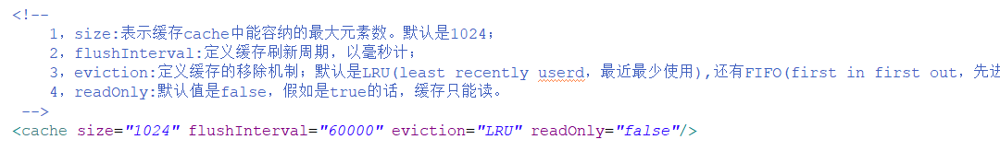 <!--
1，size:表示缓存cache中能容纳的最大元素数。默认是1024；
2，flushInterval:定义缓存刷新周期，以毫秒计；
3，eviction:定义缓存的移除机制；默认是LRU(least recently userd，最近最少使用),还有FIFO(first in first out，先进
4，readOnly:默认值是false，假如是true的话，缓存只能读。
-->
<cache size="1024" flushInterval="60000" eviction="LRU" readOnly="false"/>